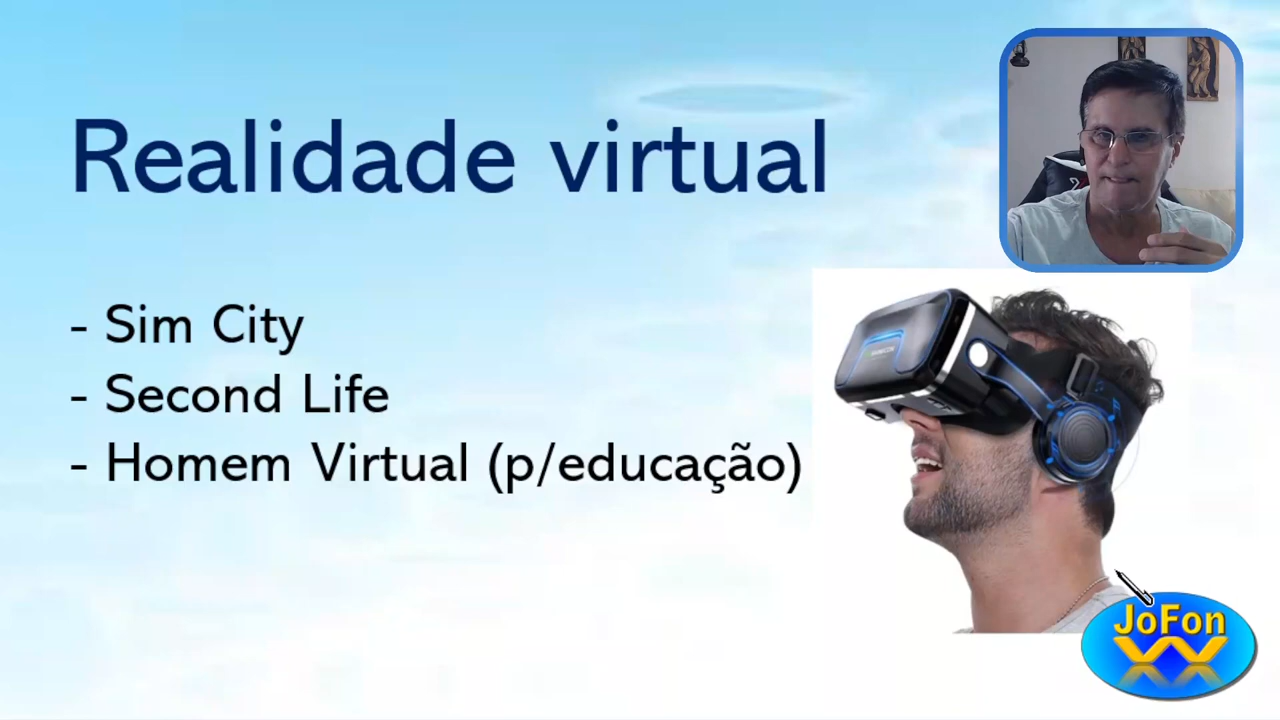 Realidade virtual
- Sim City
- Second Life
- Homem Virtual (p/educação)
JoFon